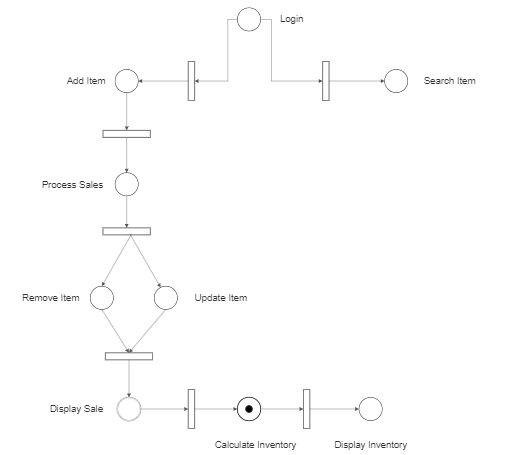 Login
Add Item
Search Item
Process Sales
Remove Item
Update Item
Display Sale
Calculate Inventory
Display Inventory